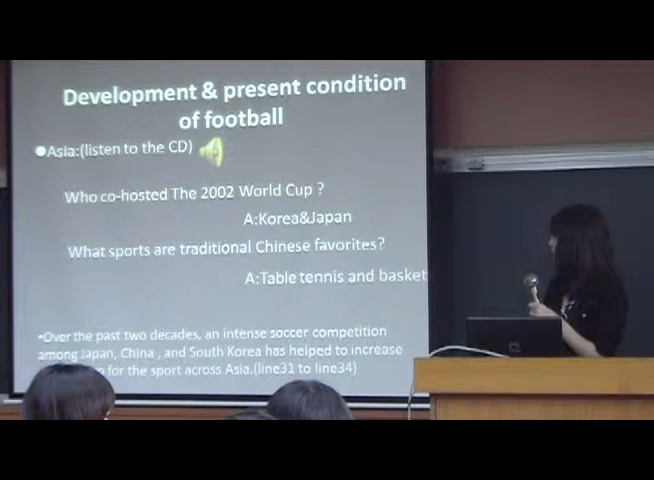 Development & present condition
of football
●Asia:(listen to the CD)
Who co-hosted The 2002 World Cup ?
A:Korea&Japan
What sports are traditional Chinese favorites?
A:Table tennis and basket
•Over the past two decades, an intense soccer competition
among Japan, China , and South Korea has helped to increase
for the sport across Asia.(line31 to line34)